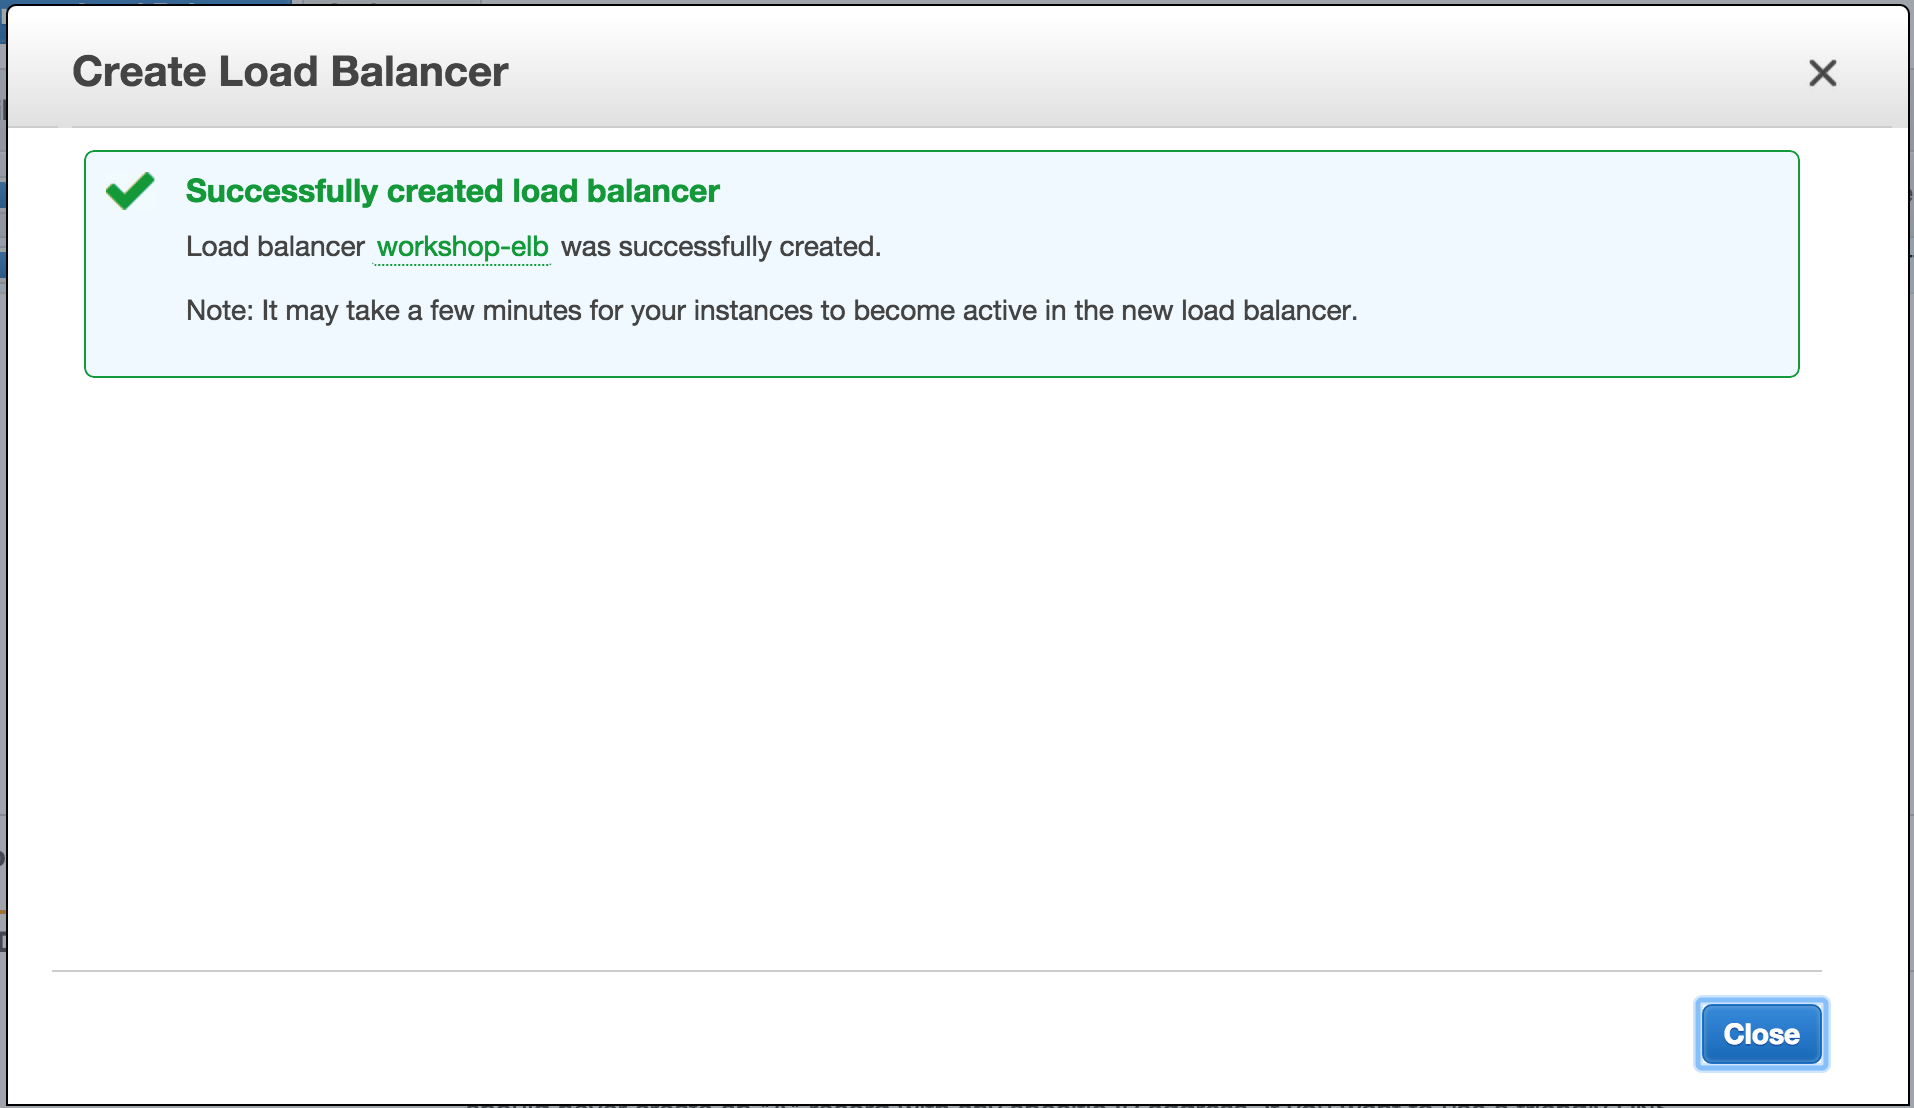 Create Load Balancer
Successfully created load balancer
Load balancer workshop-elb was successfully created.
Note: It may take a few minutes for your instances to become active in the new load balancer.
Close